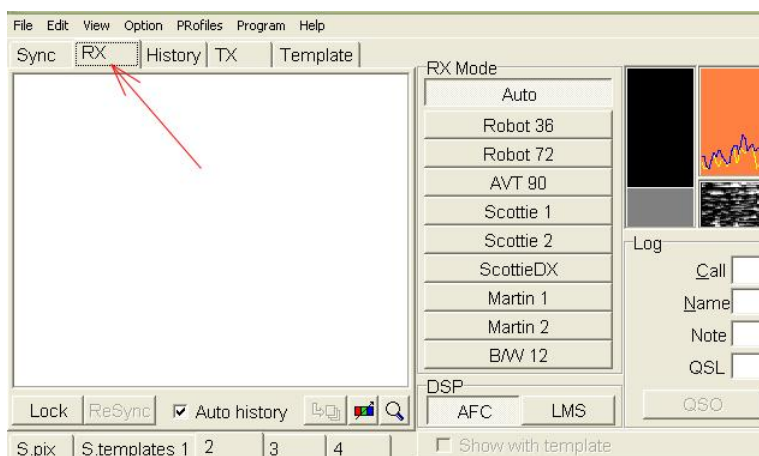 File Edit View Option PRofiles Program Help
Sync RX History TX Template
RX Mode
Auto
Robot 36
Robot 72
AVT 90
Scottie 1
Scottie 2
ScottieDX
Martin 1
Martin 2
B/W 12
Log
Call
Name
Note
QSL
QSO
DSP
AFC LMS
Lock ReSync Auto history
Show with template
S.pix S.templates 1 2 3 4